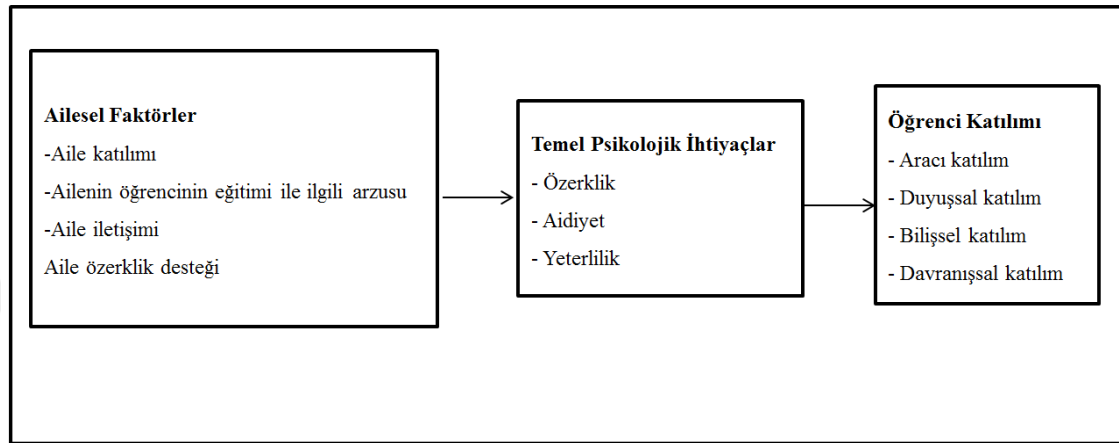 Ailesel Faktörler
-Aile katılımı
-Ailenin öğrencinin eğitimi ile ilgili arzusu
-Aile iletişimi
Aile özerklik desteği
Temel Psikolojik İhtiyaçlar
- Özerklik
- Aidiyet
- Yeterlilik
Öğrenci Katılımı
- Aracı katılım
- Duyuşsal katılım
- Bilişsel katılım
- Davranışsal katılım